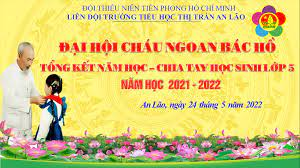 ĐỘI THIẾU NIÊN TIỀN PHONG HỒ CHÍ MINH
LIÊN ĐỘI TRƯỜNG TIỂU HỌC THỊ TRẤN AN LÃO
ĐẠI HỘI CHÁU NGOAN BÁC HỒ
TỔNG KẾT NĂM HỌC - CHIA TAY HỌC SINH LỚP 5
NĂM HỌC 2021 - 2022
An Lão, ngày 24 tháng 5 năm 2022